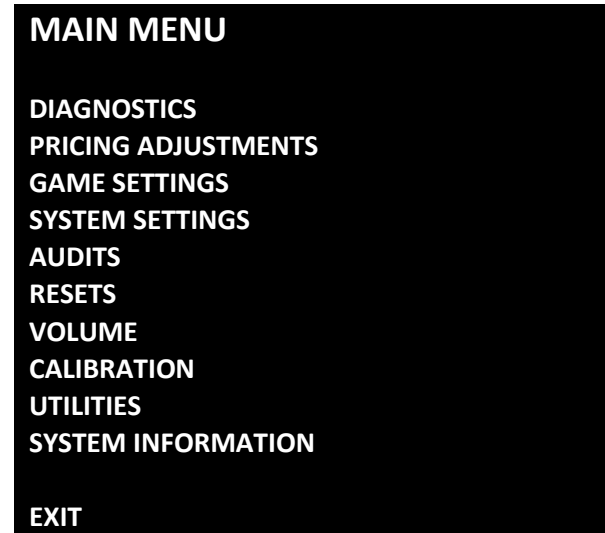 MAIN MENU
DIAGNOSTICS
PRICING ADJUSTMENTS
GAME SETTINGS
SYSTEM SETTINGS
AUDITS
RESETS
VOLUME
CALIBRATION
UTILITIES
SYSTEM INFORMATION
EXIT